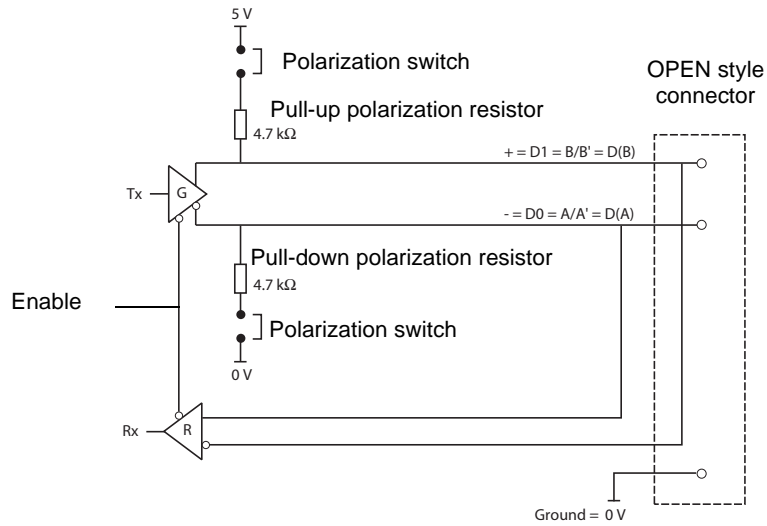 5 V
Polarization switch
OPEN style
connector
Pull-up polarization resistor
4.7 kΩ
+ = D1 = B/B' = D(B)
Tx
G
- = D0 = A/A' = D(A)
Pull-down polarization resistor
4.7 kΩ
Enable
Polarization switch
0 V
Rx
R
Ground = 0 V